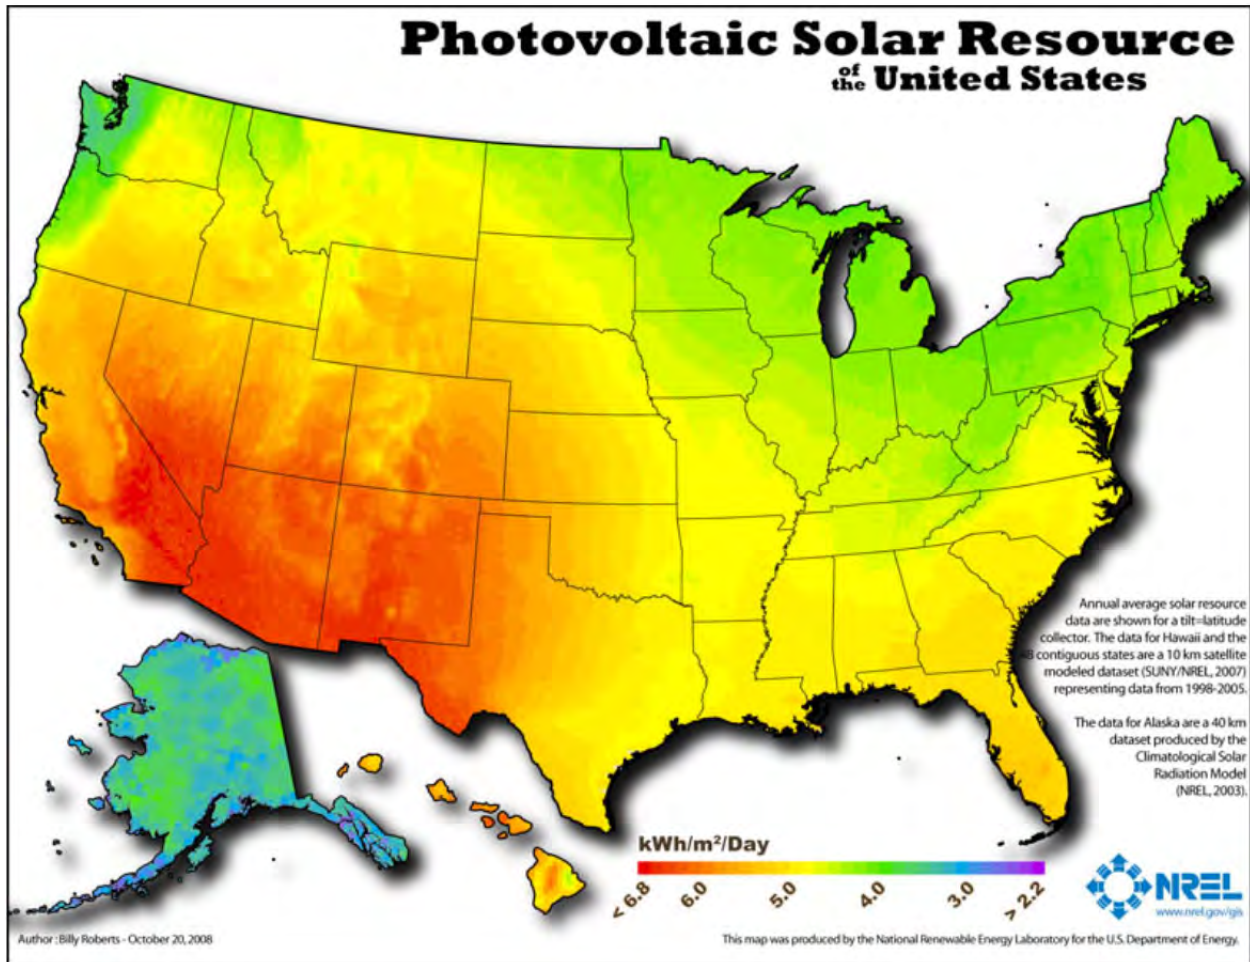 Photovoltaic Solar Resource
of the United States
Annual average solar resource
data are shown for a tilt=latitude
collector. The data for Hawaii and the
48 contiguous states are a 10 km satellite
modeled dataset (SUNY/NREL, 2007)
representing data from 1998-2005.
The data for Alaska are a 40 km
dataset produced by the
Climatological Solar
Radiation Model
(NREL, 2003).
kWh/m²/Day
< 6.8 6.0 5.0 4.0 3.0 > 2.2
NREL
www.nrel.gov/gis
Author : Billy Roberts - October 20, 2008
This map was produced by the National Renewable Energy Laboratory for the U.S. Department of Energy.